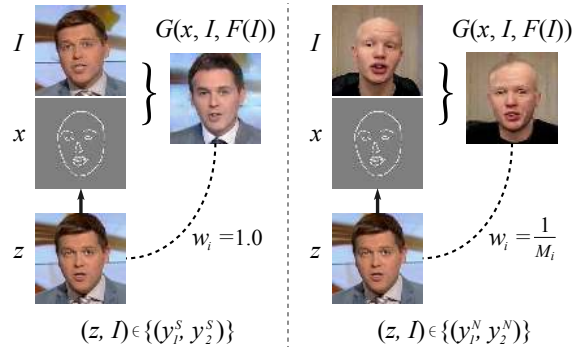 I
G(x, I, F(I))
x
z
w_i = 1.0
(z, I) ∈ {(y_1^S, y_2^S)}
I
G(x, I, F(I))
x
z
w_i = 1/M_i
(z, I) ∈ {(y_1^N, y_2^N)}